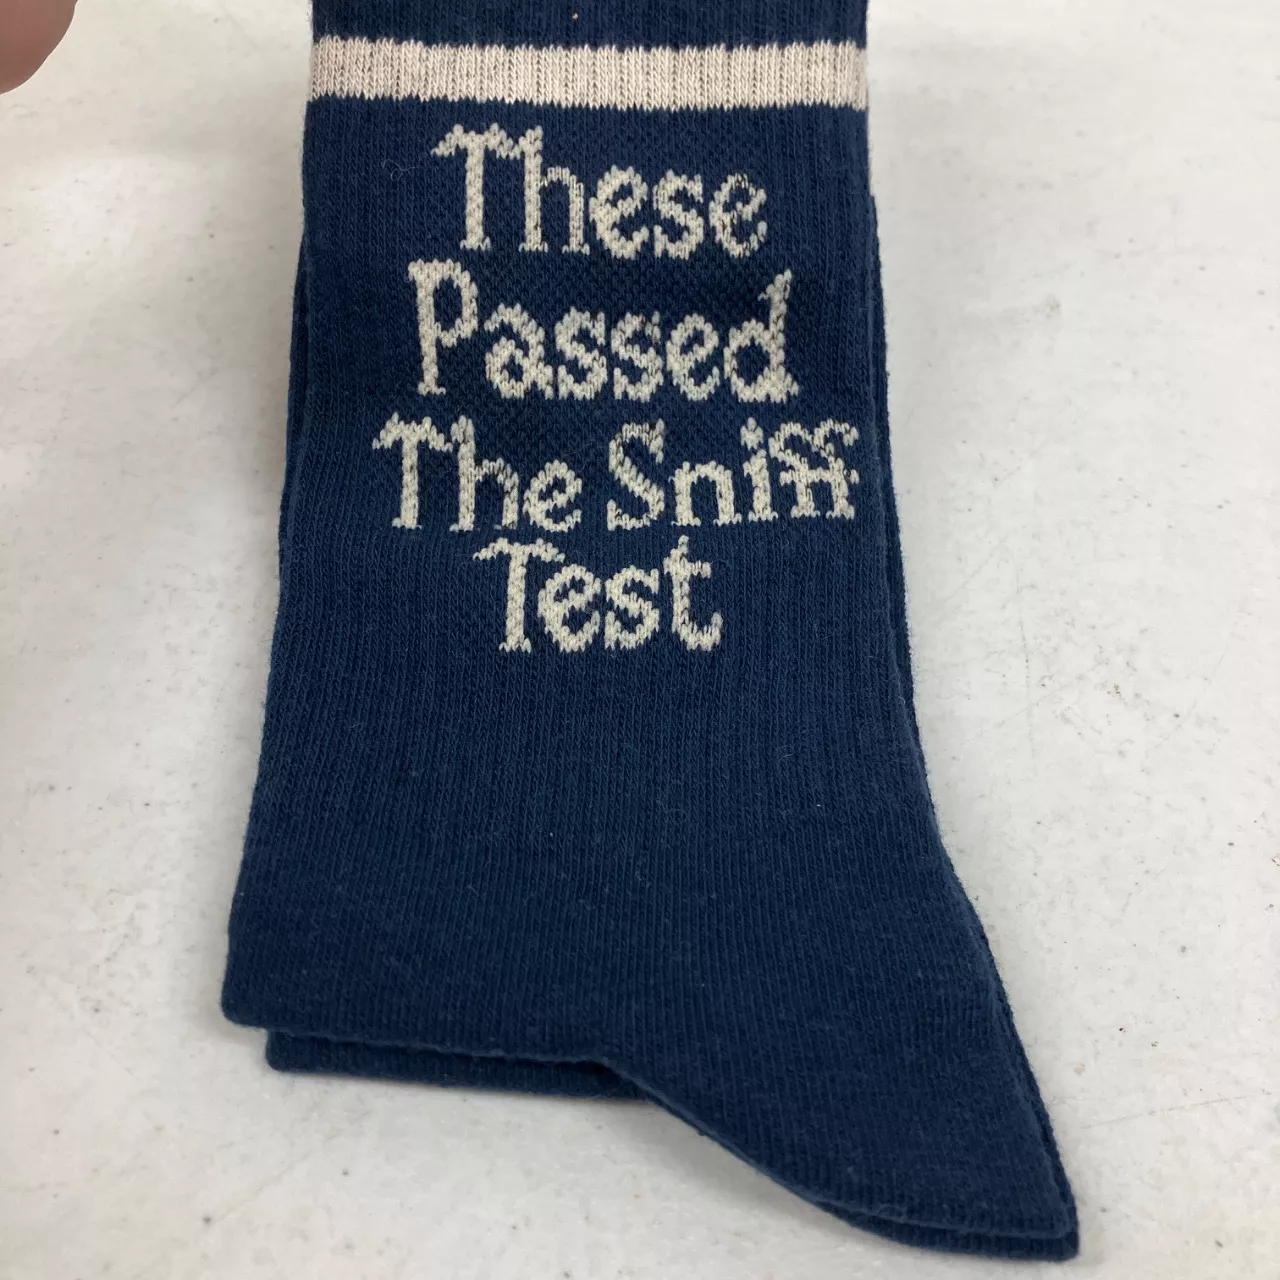 These
Passed
The Sniff
Test